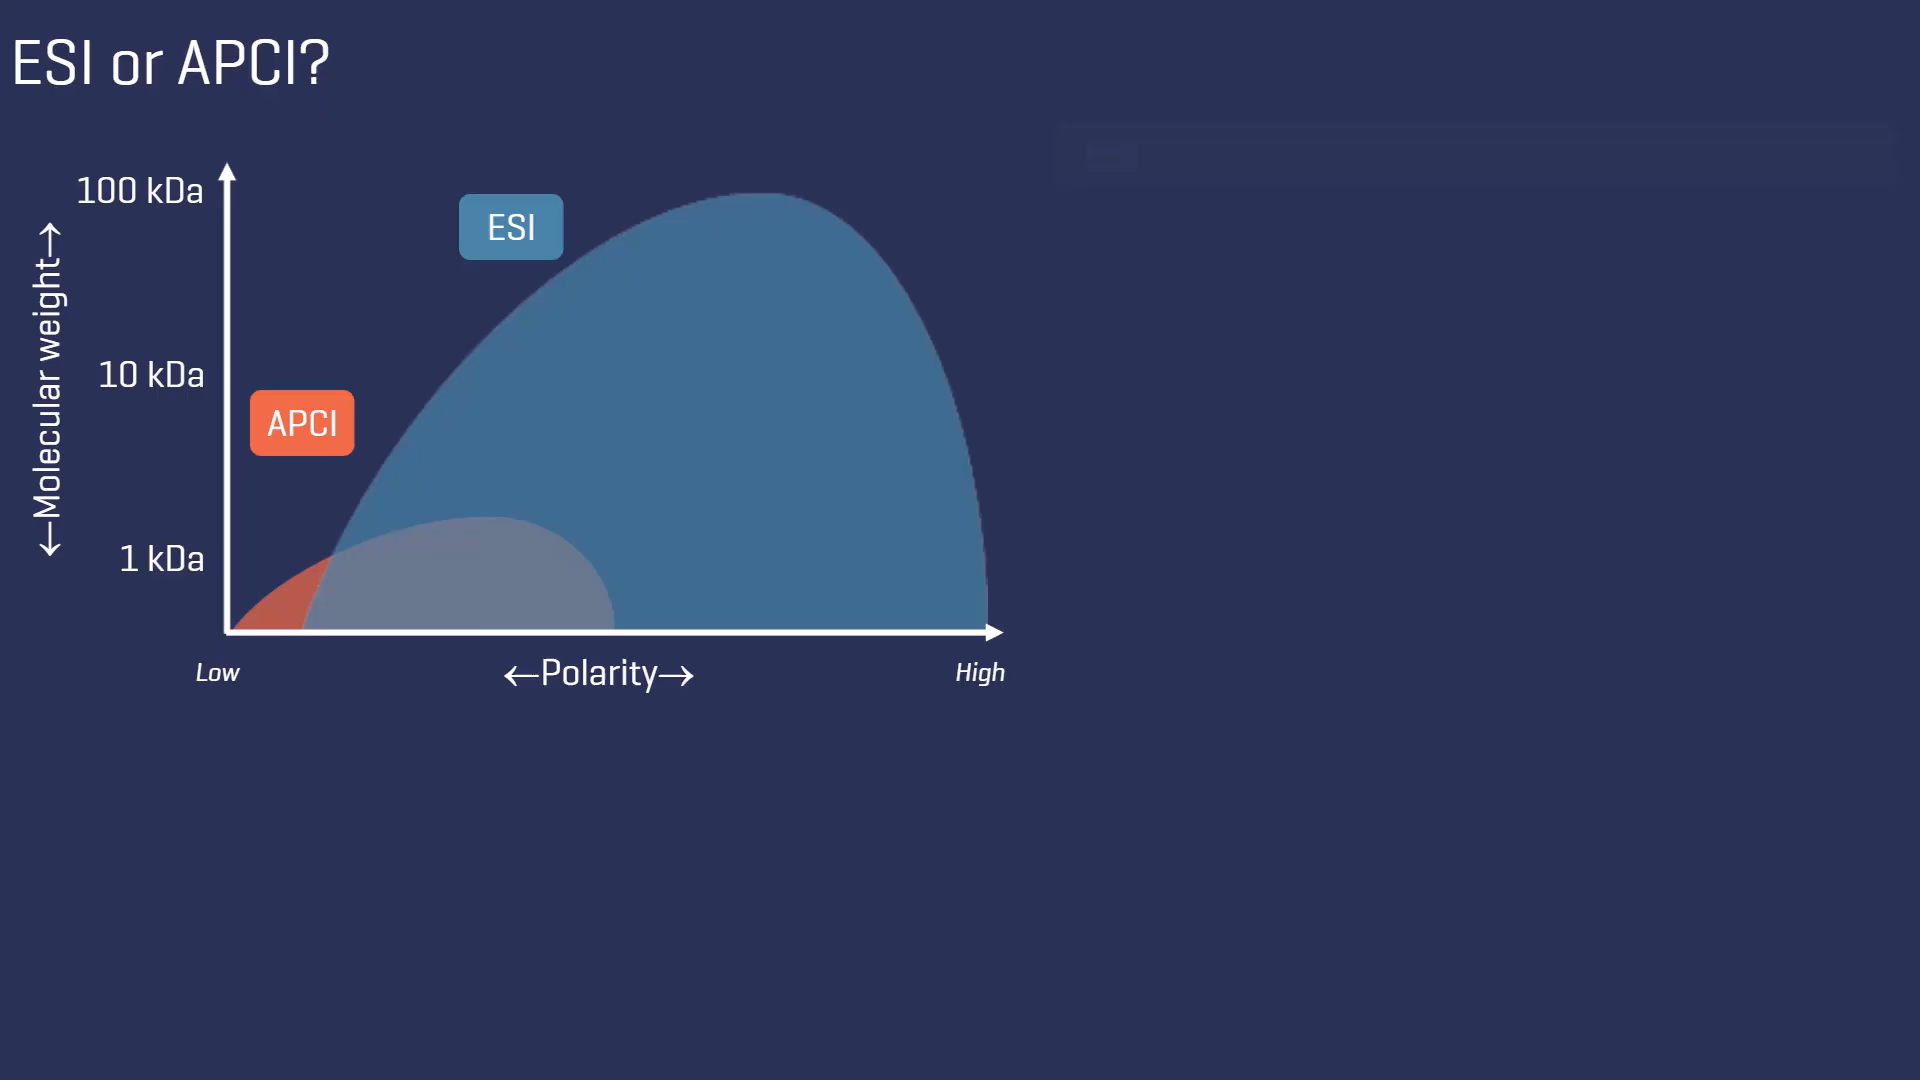 ESI or APCI?
100 kDa
ESI
←Molecular weight→
10 kDa
APCI
1 kDa
Low
←Polarity→
High